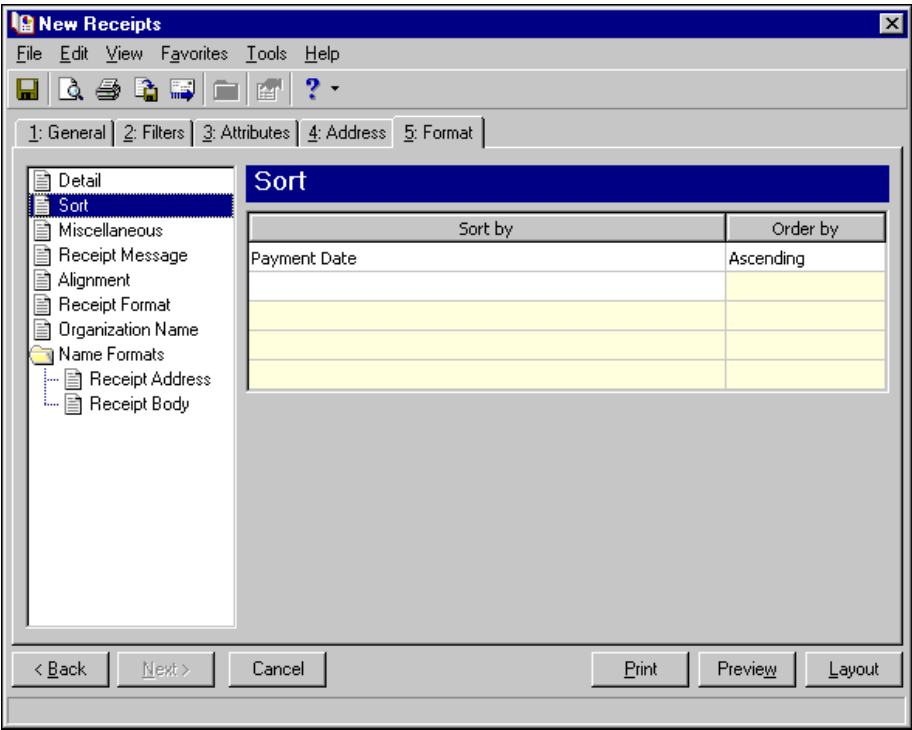 New Receipts
File Edit View Favorites Tools Help
?
1: General 2: Filters 3: Attributes 4: Address 5: Format
Detail
Sort
Miscellaneous
Receipt Message
Alignment
Receipt Format
Organization Name
Name Formats
Receipt Address
Receipt Body
Sort
Sort by Order by
Payment Date Ascending
< Back Next > Cancel Print Preview Layout